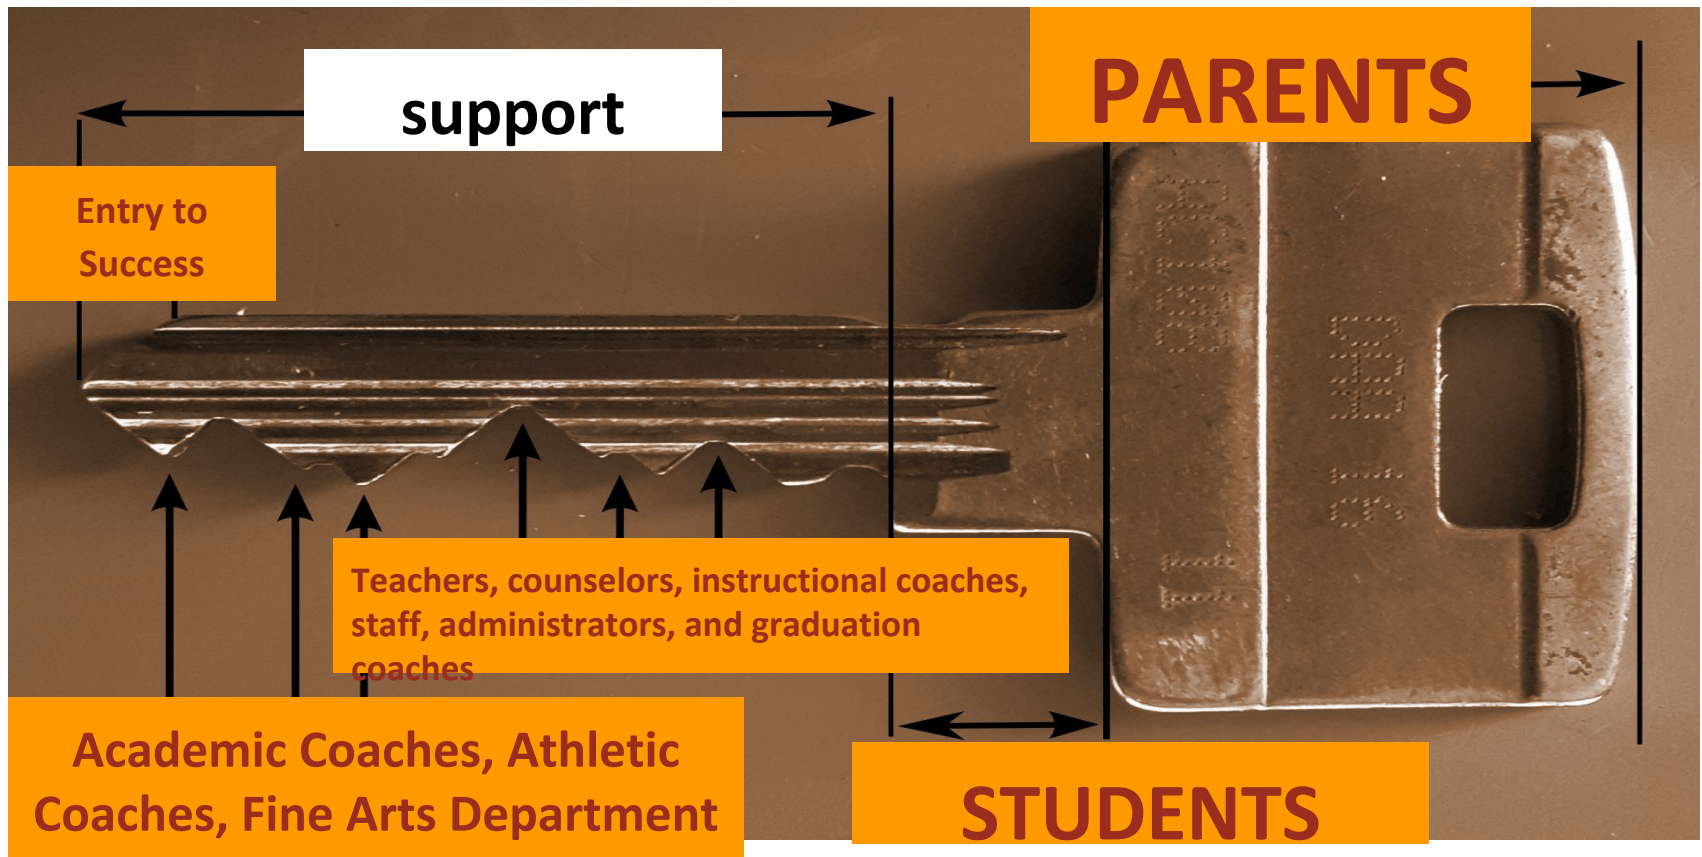 support
PARENTS
Entry to
Success
Teachers, counselors, instructional coaches,
staff, administrators, and graduation
coaches
Academic Coaches, Athletic
Coaches, Fine Arts Department
STUDENTS